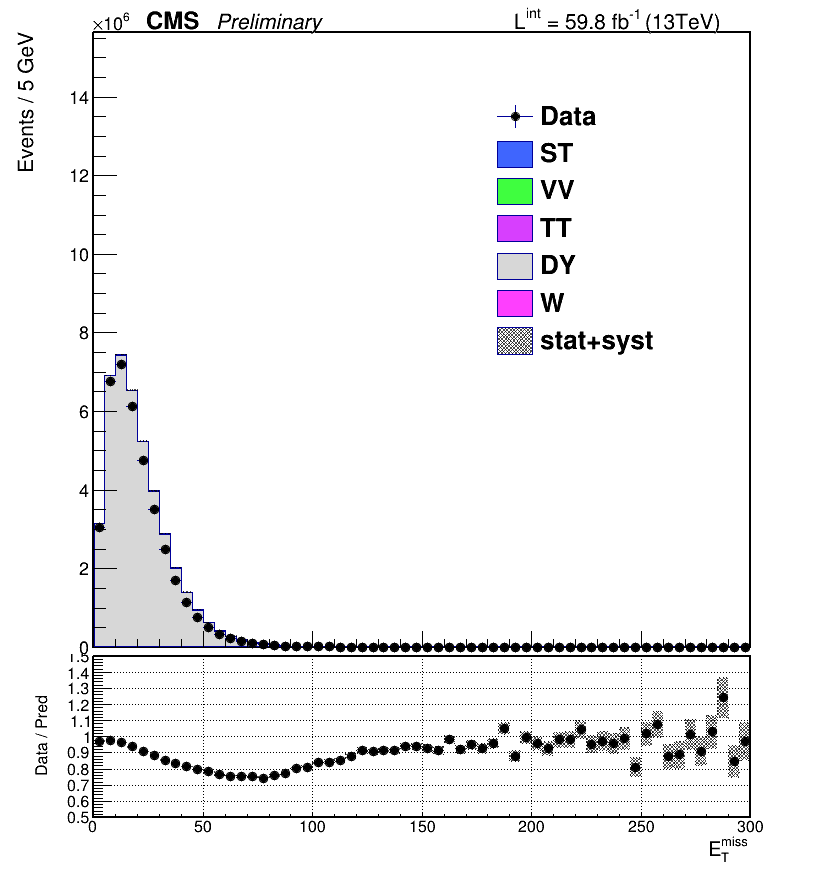 ×10^6 CMS Preliminary L^int = 59.8 fb^-1 (13TeV)
Events / 5 GeV
14
12
10
8
6
4
2
0
Data
ST
VV
TT
DY
W
stat+syst
Data / Pred
1.5
1.4
1.3
1.2
1.1
0.9
0.8
0.7
0.6
0.5
0 50 100 150 200 250 300
E_T^miss